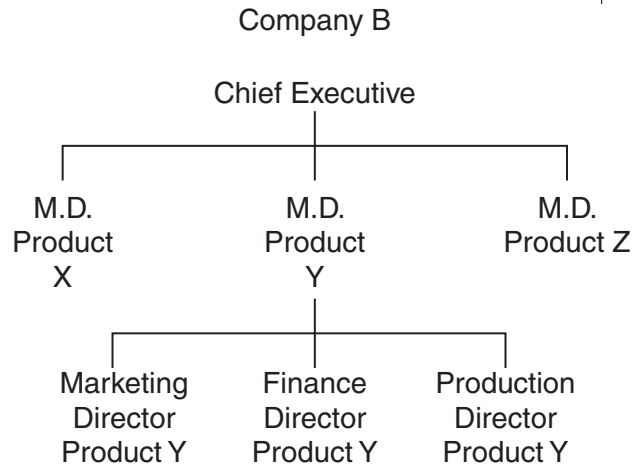 Company B
Chief Executive
M.D.
Product
X
M.D.
Product
Y
M.D.
Product Z
Marketing
Director
Product Y
Finance
Director
Product Y
Production
Director
Product Y